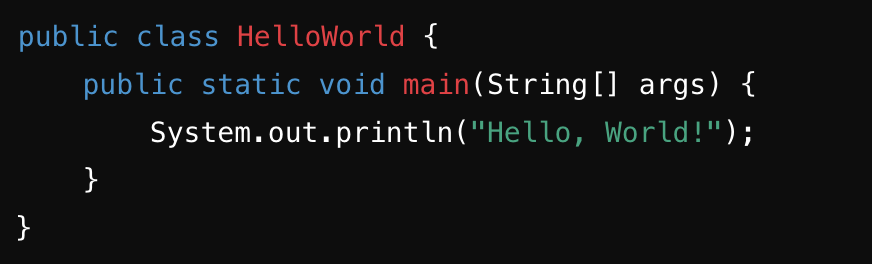 public class HelloWorld {
    public static void main(String[] args) {
        System.out.println("Hello, World!");
    }
}